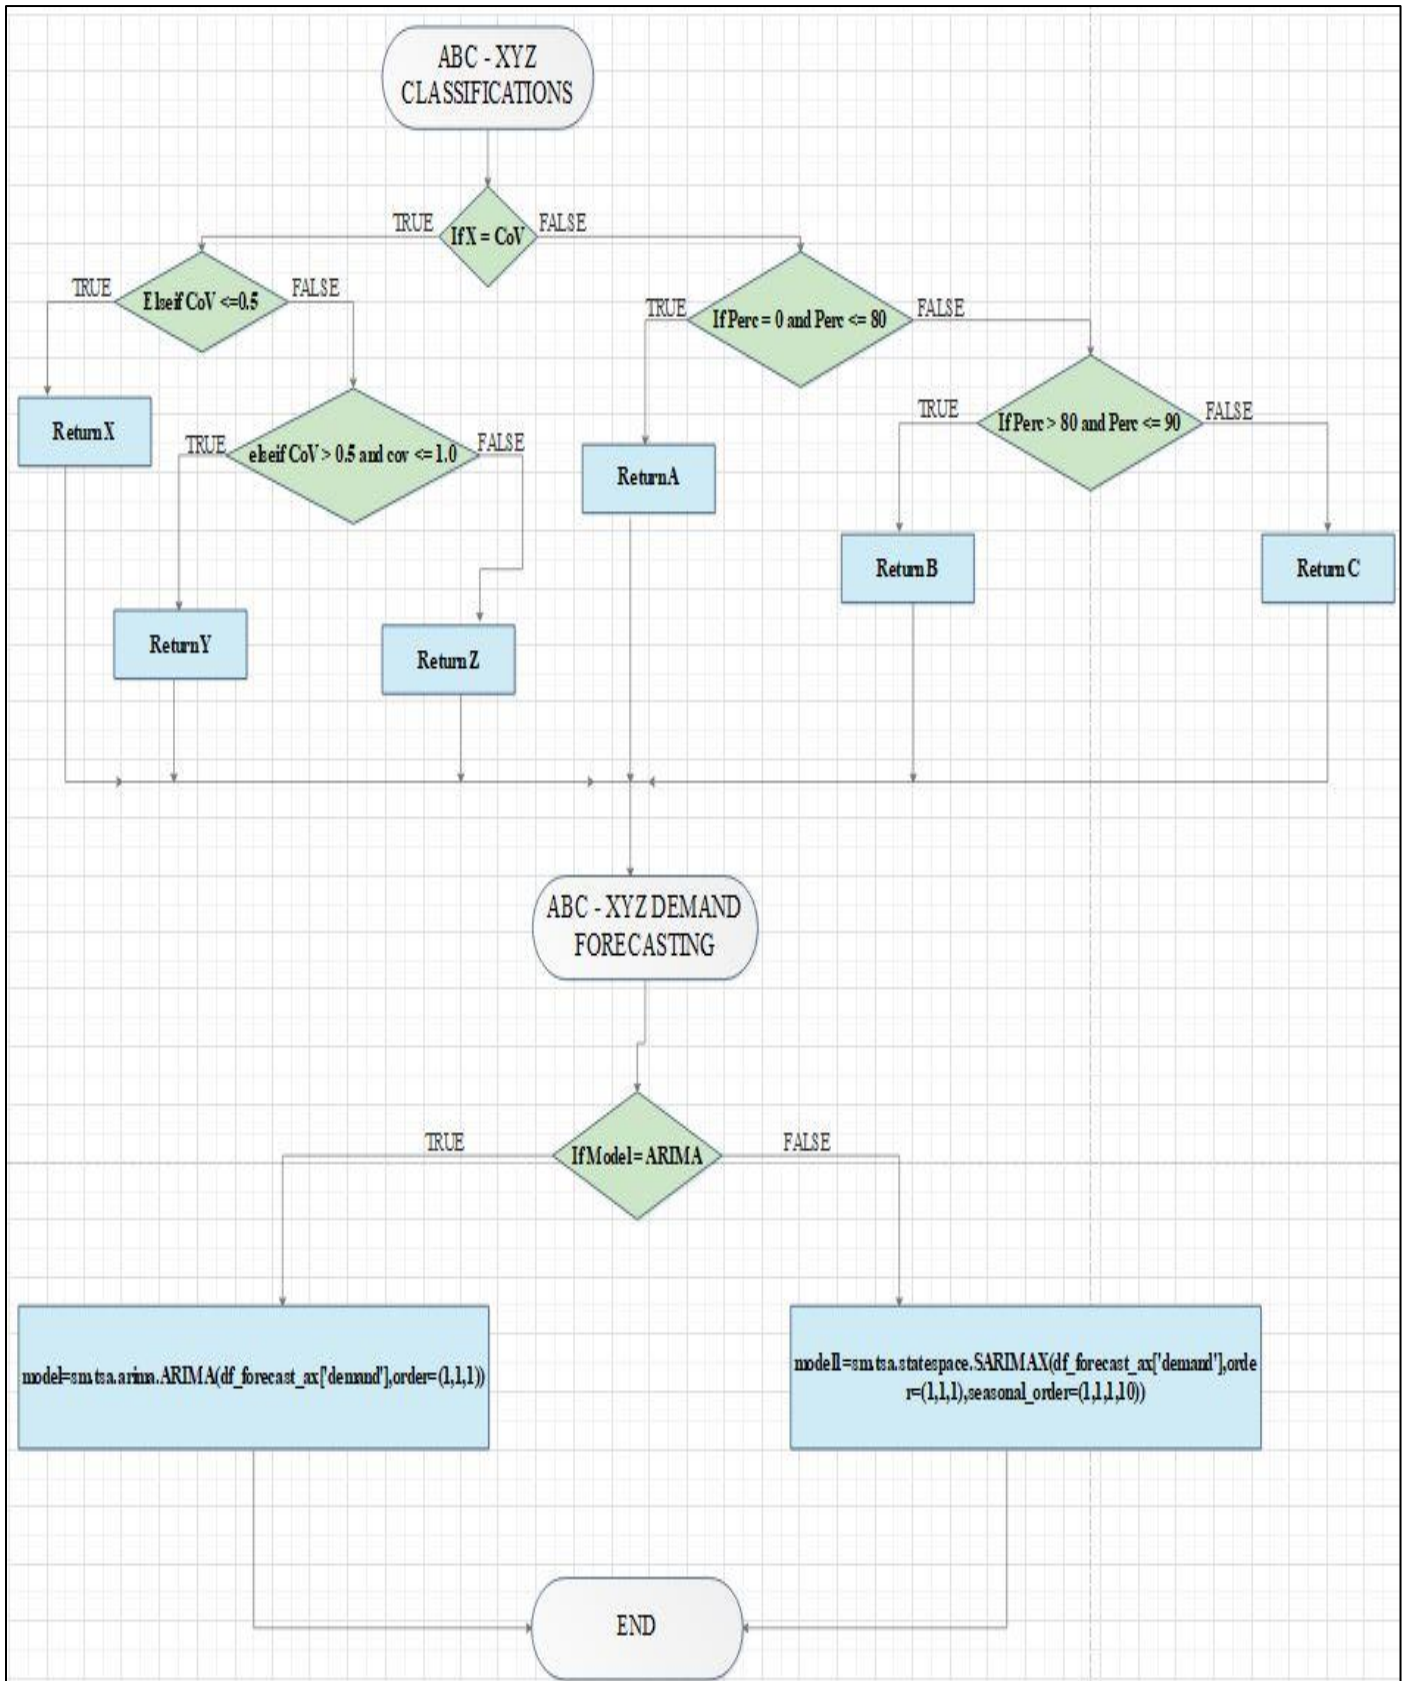 ABC - XYZ
CLASSIFICATIONS
TRUE
If X = CoV
FALSE
TRUE
Elseif CoV <=0.5
FALSE
TRUE
If Perc = 0 and Perc <= 80
FALSE
Return X
TRUE
elseif CoV > 0.5 and cov <= 1.0
FALSE
Return A
TRUE
If Perc > 80 and Perc <= 90
FALSE
Return B
Return C
Return Y
Return Z
ABC - XYZ DEMAND
FORECASTING
TRUE
If Model = ARIMA
FALSE
model=sm.tsa.arima.ARIMA(df_forecast_ax['demand'],order=(1,1,1))
model1=sm.tsa.statespace.SARIMAX(df_forecast_ax['demand'],orde
r=(1,1,1),seasonal_order=(1,1,1,10))
END